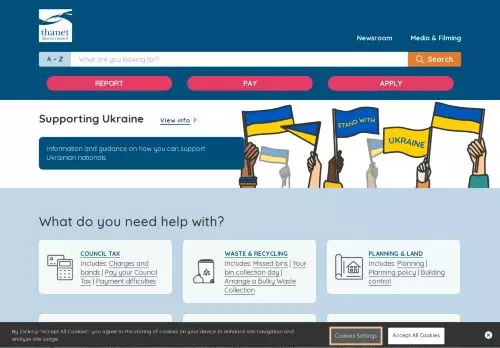 thanet
district council
Newsroom
Media & Filming
A – Z
What are you looking for?
Search
REPORT
PAY
APPLY
Supporting Ukraine
View info
Information and guidance on how you can support
Ukrainian nationals.
STAND WITH
UKRAINE
What do you need help with?
COUNCIL TAX
Includes: Charges and
bands | Pay your Council
Tax | Payment difficulties
WASTE & RECYCLING
Includes: Missed bins | Your
bin collection day |
Arrange a Bulky Waste
Collection
PLANNING & LAND
Includes: Planning |
Planning policy | Building
control
By clicking "Accept All Cookies", you agree to the storing of cookies on your device to enhance site navigation and
analyse site usage.
Cookies Settings
Accept All Cookies